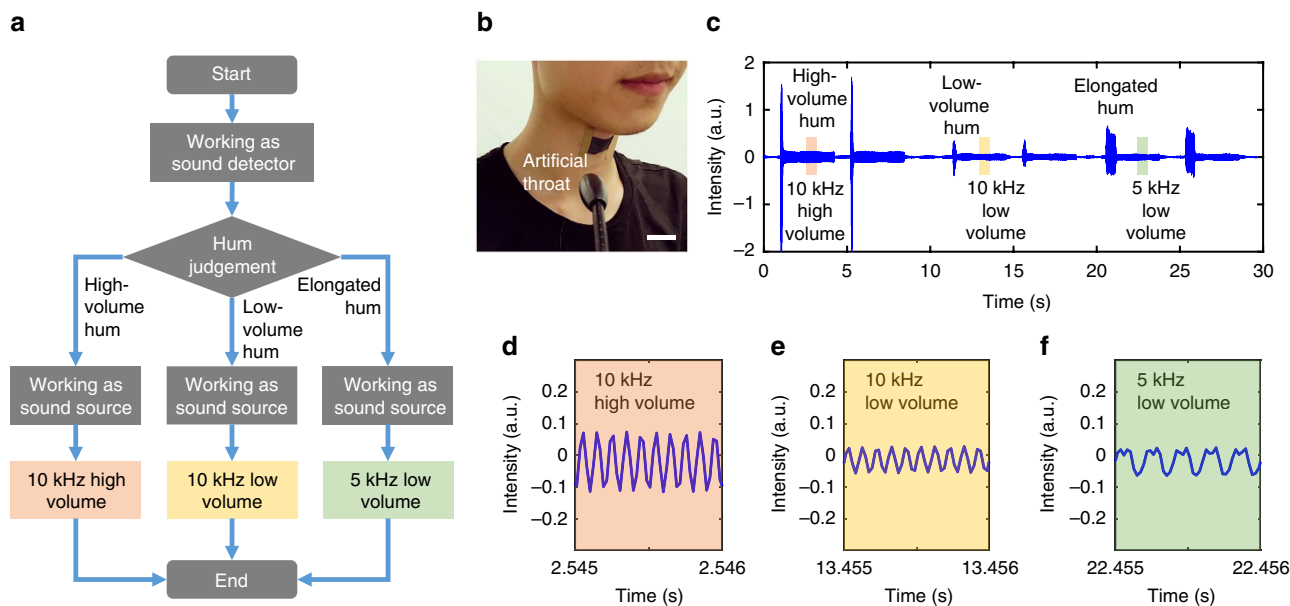 a
Start
Working as
sound detector
Hum
judgement
High-
volume
hum
Low-
volume
hum
Elongated
hum
Working as
sound source
Working as
sound source
Working as
sound source
10 kHz high
volume
10 kHz low
volume
5 kHz low
volume
End
b
Artificial
throat
c
Intensity (a.u.)
2
1
0
−1
−2
High-
volume
hum
Low-
volume
hum
Elongated
hum
10 kHz
high
volume
10 kHz
low
volume
5 kHz
low
volume
0 5 10 15 20 25 30
Time (s)
d
Intensity (a.u.)
0.2
0.1
0
−0.1
−0.2
10 kHz
high volume
2.545 2.546
Time (s)
e
Intensity (a.u.)
0.2
0.1
0
−0.1
−0.2
10 kHz
low volume
13.455 13.456
Time (s)
f
Intensity (a.u.)
0.2
0.1
0
−0.1
−0.2
5 kHz
low volume
22.455 22.456
Time (s)